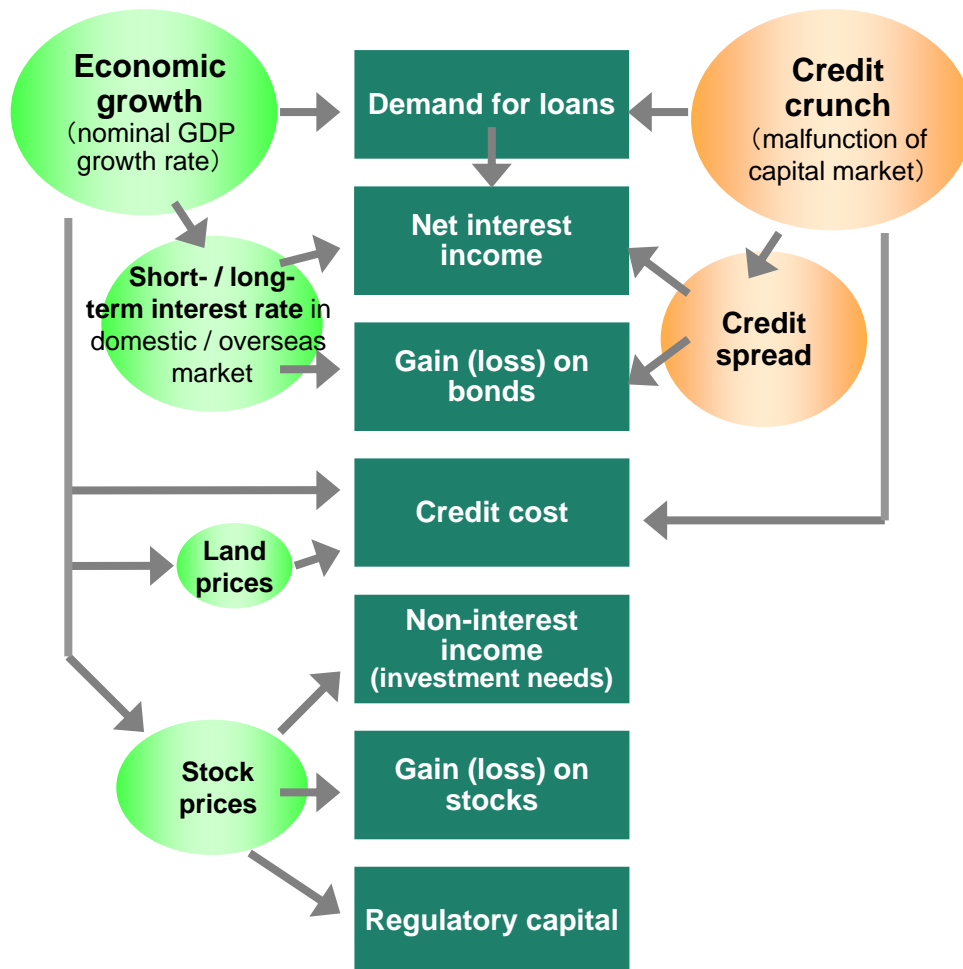 Economic
growth
（nominal GDP
growth rate）
Demand for loans
Credit
crunch
（malfunction of
capital market）
Net interest
income
Short- / long-
term interest rate in
domestic / overseas
market
Credit
spread
Gain (loss) on
bonds
Credit cost
Land
prices
Non-interest
income
(investment needs)
Stock
prices
Gain (loss) on
stocks
Regulatory capital